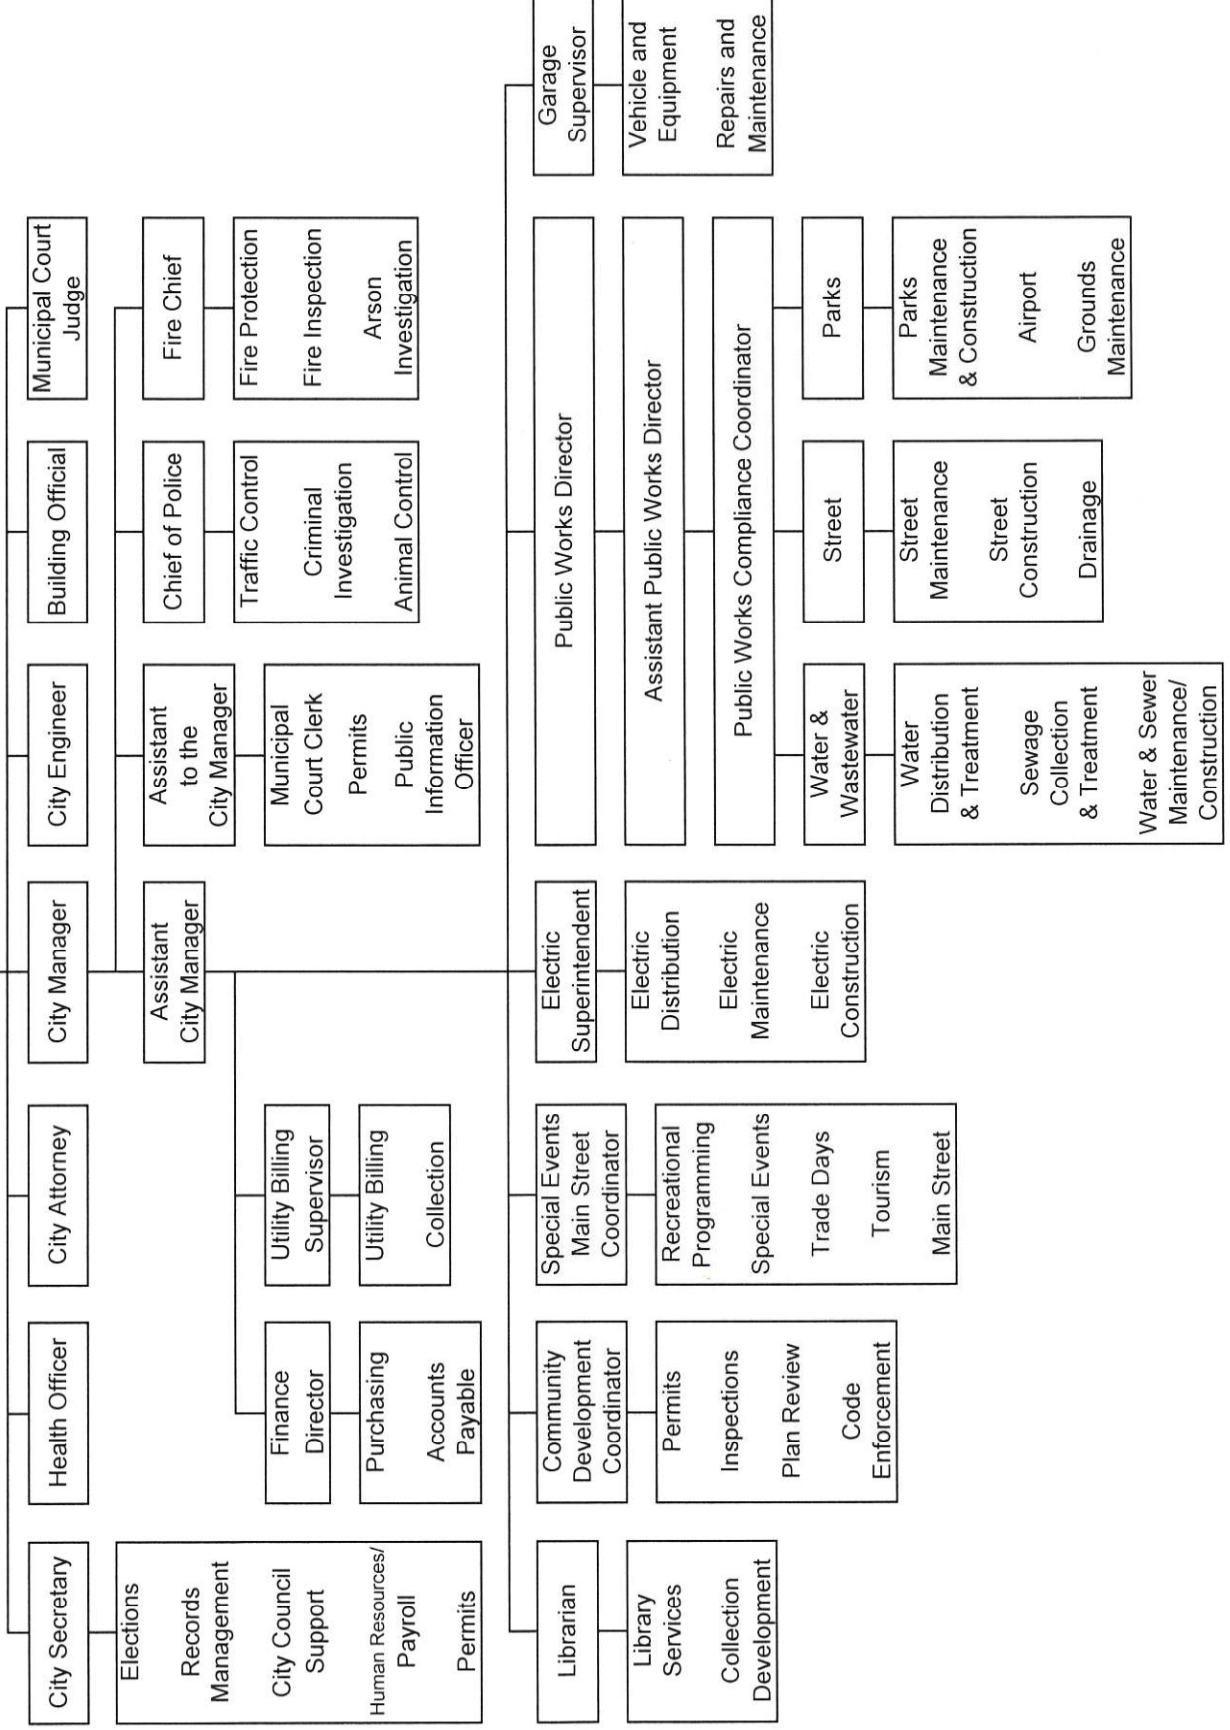 City Secretary
Elections
Records
Management
City Council
Support
Human Resources/
Payroll
Permits
Health Officer
City Attorney
City Manager
City Engineer
Building Official
Municipal Court
Judge
Assistant
City Manager
Assistant
to the
City Manager
Municipal
Court Clerk
Permits
Public
Information
Officer
Chief of Police
Traffic Control
Criminal
Investigation
Animal Control
Fire Chief
Fire Protection
Fire Inspection
Arson
Investigation
Finance
Director
Purchasing
Accounts
Payable
Utility Billing
Supervisor
Utility Billing
Collection
Librarian
Library
Services
Collection
Development
Community
Development
Coordinator
Permits
Inspections
Plan Review
Code
Enforcement
Special Events
Main Street
Coordinator
Recreational
Programming
Special Events
Trade Days
Tourism
Main Street
Electric
Superintendent
Electric
Distribution
Electric
Maintenance
Electric
Construction
Public Works Director
Assistant Public Works Director
Public Works Compliance Coordinator
Water &
Wastewater
Water
Distribution
& Treatment
Sewage
Collection
& Treatment
Water & Sewer
Maintenance/
Construction
Street
Street
Maintenance
Street
Construction
Drainage
Parks
Parks
Maintenance
& Construction
Airport
Grounds
Maintenance
Garage
Supervisor
Vehicle and
Equipment
Repairs and
Maintenance